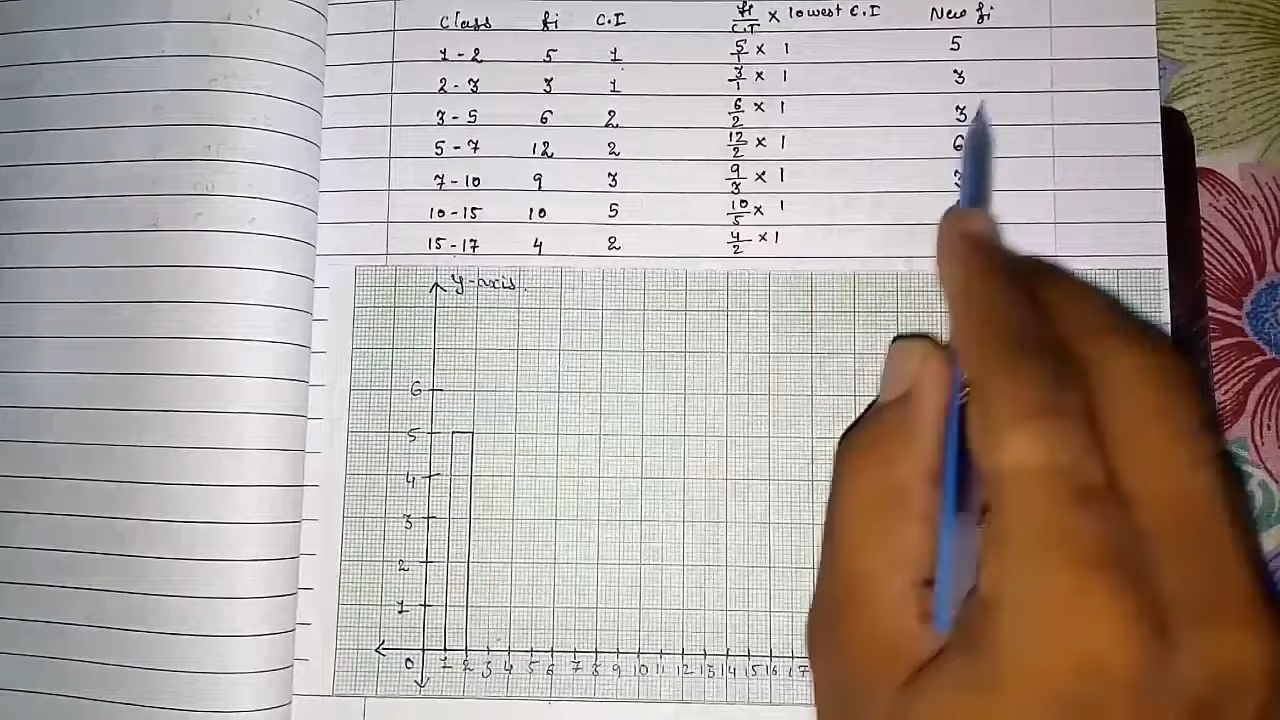 Class fi C.I fi/C.I × lowest C.I New fi
1 - 2 5 1 5/1 × 1 5
2 - 3 3 1 3/1 × 1 3
3 - 5 6 2 6/2 × 1 3
5 - 7 12 2 12/2 × 1 6
7 - 10 9 3 9/3 × 1 3
10 - 15 10 5 10/5 × 1
15 - 17 4 2 4/2 × 1
y-axis
6
5
4
3
2
1
0 1 2 3 4 5 6 7 8 9 10 11 12 13 14 15 16 17